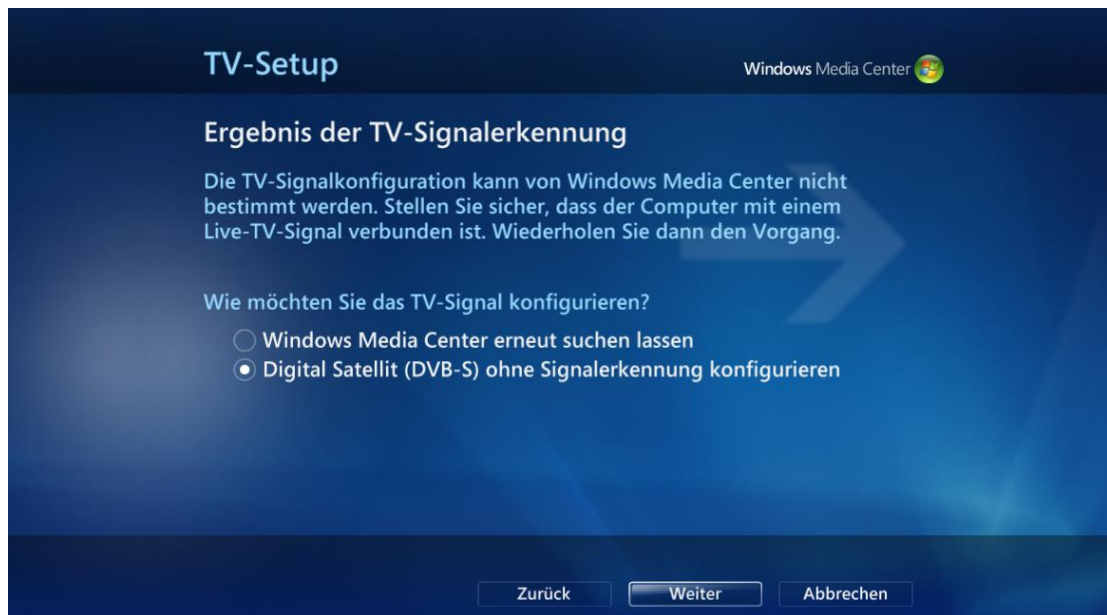 TV-Setup
Windows Media Center
Ergebnis der TV-Signalerkennung
Die TV-Signalkonfiguration kann von Windows Media Center nicht
bestimmt werden. Stellen Sie sicher, dass der Computer mit einem
Live-TV-Signal verbunden ist. Wiederholen Sie dann den Vorgang.
Wie möchten Sie das TV-Signal konfigurieren?
Windows Media Center erneut suchen lassen
Digital Satellit (DVB-S) ohne Signalerkennung konfigurieren
Zurück Weiter Abbrechen